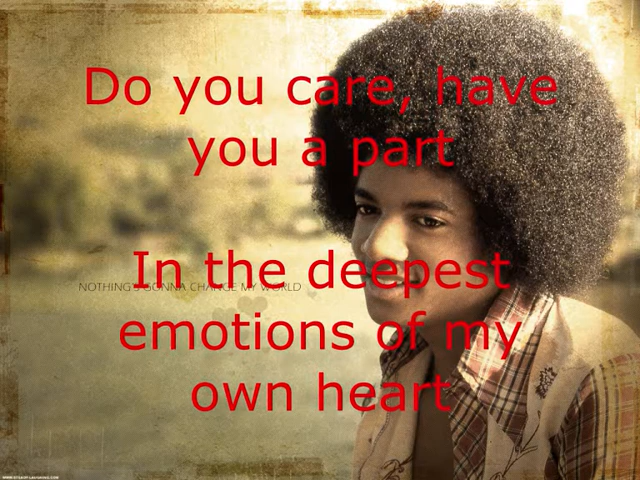 Do you care, have
you a part
In the deepest
NOTHING'S GONNA CHANGE MY WORLD
emotions of my
own heart